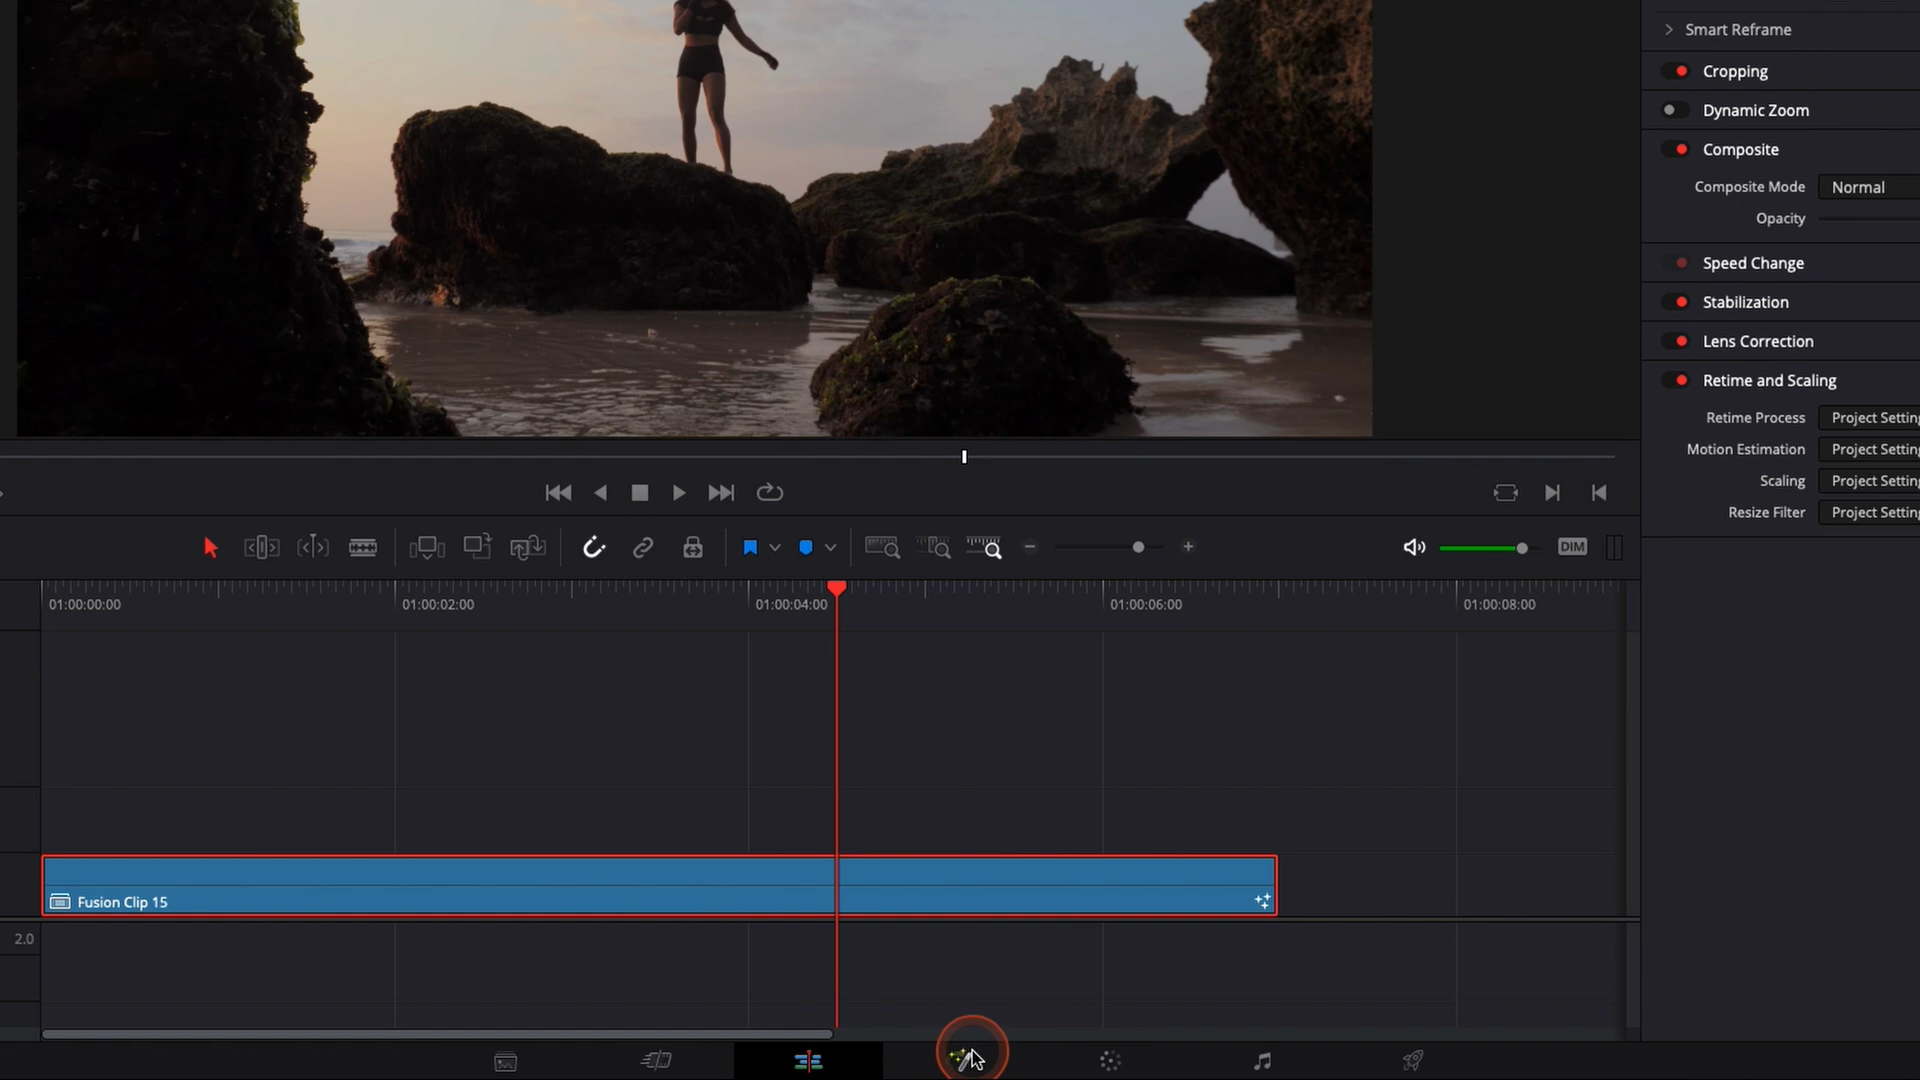 Smart Reframe
Cropping
Dynamic Zoom
Composite
Composite Mode Normal
Opacity
Speed Change
Stabilization
Lens Correction
Retime and Scaling
Retime Process Project Setting
Motion Estimation Project Setting
Scaling Project Setting
Resize Filter Project Setting
DIM
01:00:00:00 01:00:02:00 01:00:04:00 01:00:06:00 01:00:08:00
Fusion Clip 15
2.0